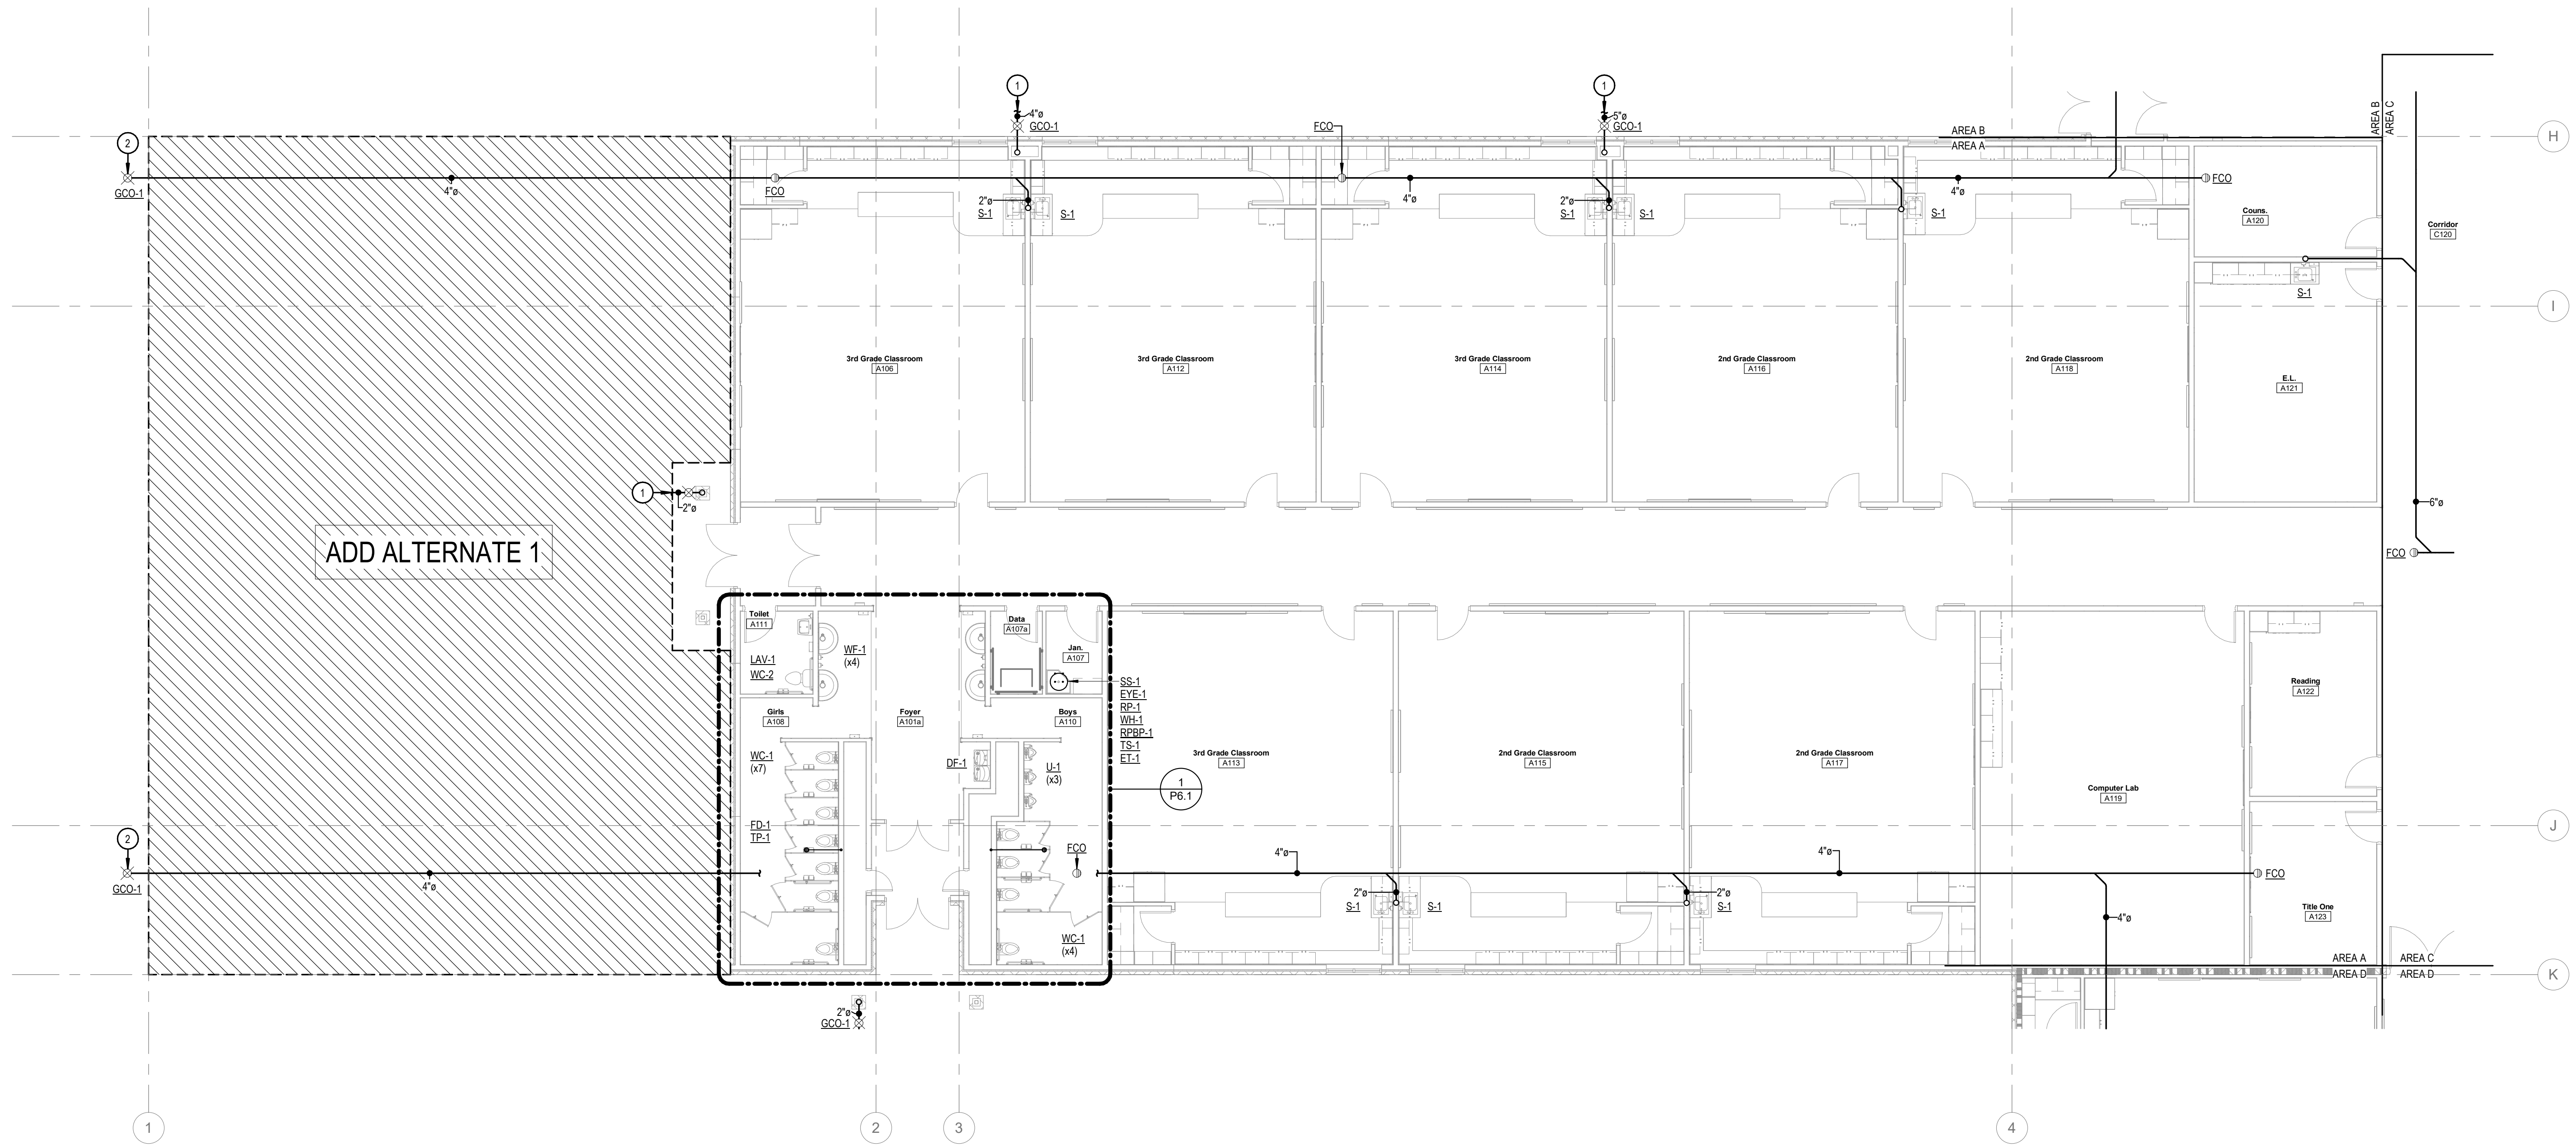 1
1
4"ø
GCO-1
5"ø
GCO-1
FCO
AREA B
AREA A
AREA B
AREA C
H
2
GCO-1
4"ø
FCO
4"ø
4"ø
FCO
2"ø
S-1
S-1
2"ø
S-1
S-1
S-1
Couns.
A120
Corridor
C120
S-1
I
3rd Grade Classroom
A106
3rd Grade Classroom
A112
3rd Grade Classroom
A114
2nd Grade Classroom
A116
2nd Grade Classroom
A118
E.L.
A121
1
2"ø
6"ø
FCO
ADD ALTERNATE 1
Toilet
A111
LAV-1
WC-2
WF-1
(x4)
Data
A107a
Jan.
A107
SS-1
EYE-1
RP-1
WH-1
RPBP-1
TS-1
ET-1
Girls
A108
Foyer
A101a
Boys
A110
WC-1
(x7)
DF-1
U-1
(x3)
1
P6.1
3rd Grade Classroom
A113
2nd Grade Classroom
A115
2nd Grade Classroom
A117
Computer Lab
A119
Reading
A122
FD-1
TP-1
J
2
GCO-1
4"ø
FCO
4"ø
4"ø
FCO
2"ø
S-1
S-1
2"ø
S-1
4"ø
Title One
A123
WC-1
(x4)
AREA A
AREA D
AREA C
AREA D
K
2"ø
GCO-1
1
2
3
4